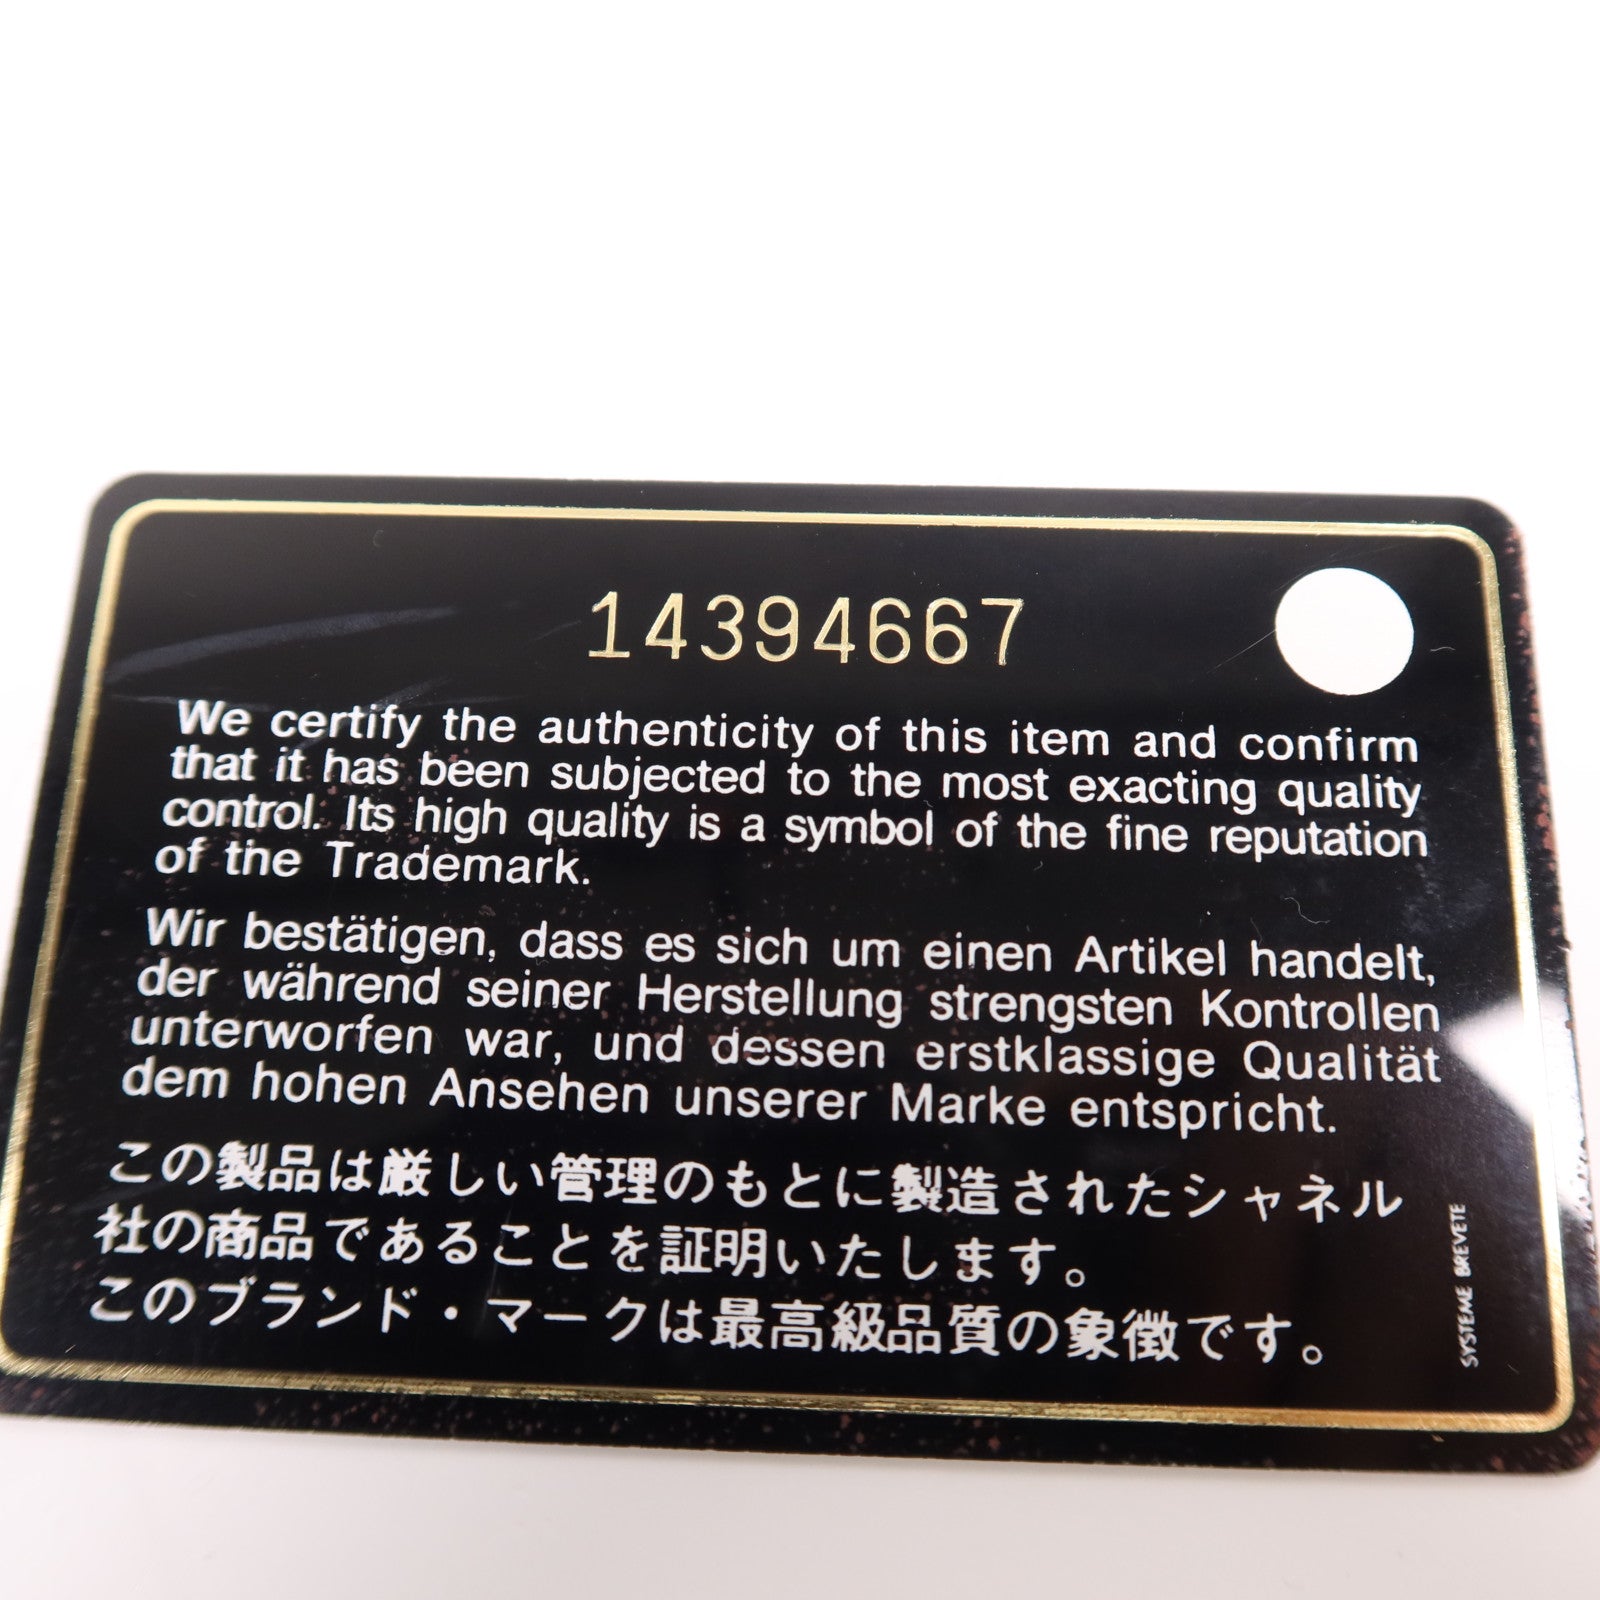 14394667
We certify the authenticity of this item and confirm
that it has been subjected to the most exacting quality
control. Its high quality is a symbol of the fine reputation
of the Trademark.
Wir bestätigen, dass es sich um einen Artikel handelt,
der während seiner Herstellung strengsten Kontrollen
unterworfen war, und dessen erstklassige Qualität
dem hohen Ansehen unserer Marke entspricht.
この製品は厳しい管理のもとに製造されたシャネル
社の商品であることを証明いたします。
このブランド・マークは最高級品質の象徴です。
SYSTEME BREVETE